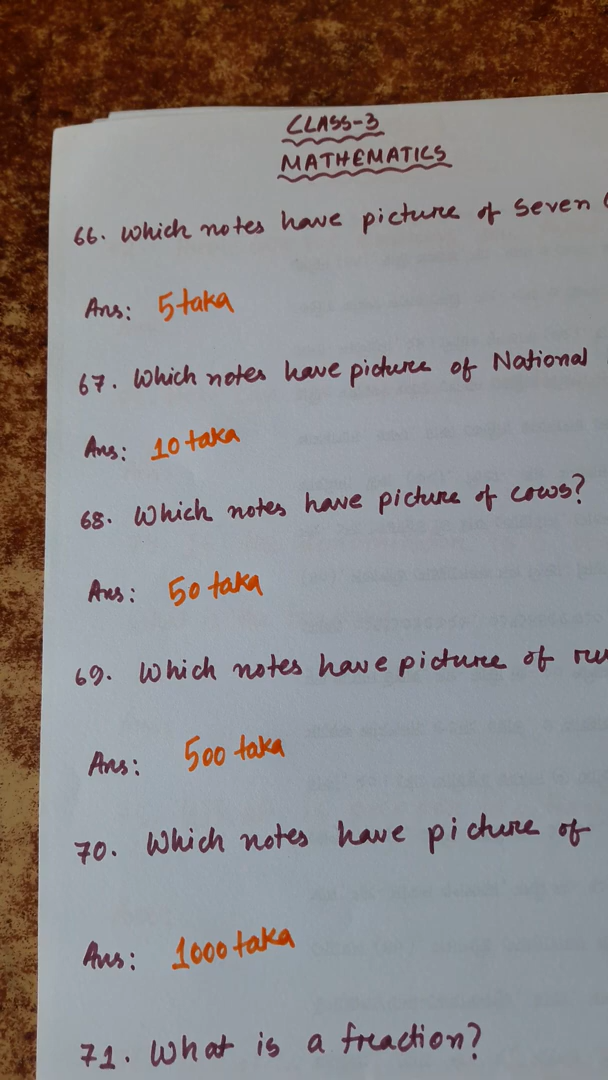 CLASS-3
MATHEMATICS
66. Which notes have picture of Seven
Ans: 5 taka
67. Which notes have picture of National
Ans: 10 taka
68. Which notes have picture of cows?
Ans: 50 taka
69. Which notes have picture of
Ans: 500 taka
70. Which notes have picture of
Ans: 1000 taka
71. What is a freaction?